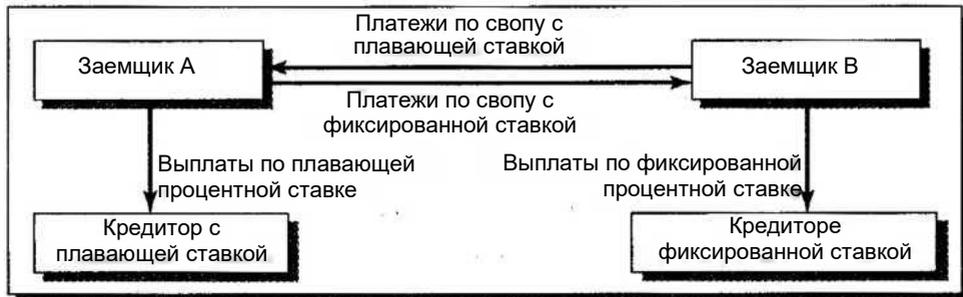 Платежи по свопу с
плавающей ставкой
Заемщик А
Заемщик В
Платежи по свопу с
фиксированной ставкой
Выплаты по плавающей
процентной ставке
Выплаты по фиксированной
процентной ставке
Кредитор с
плавающей ставкой
Кредиторе
фиксированной ставкой